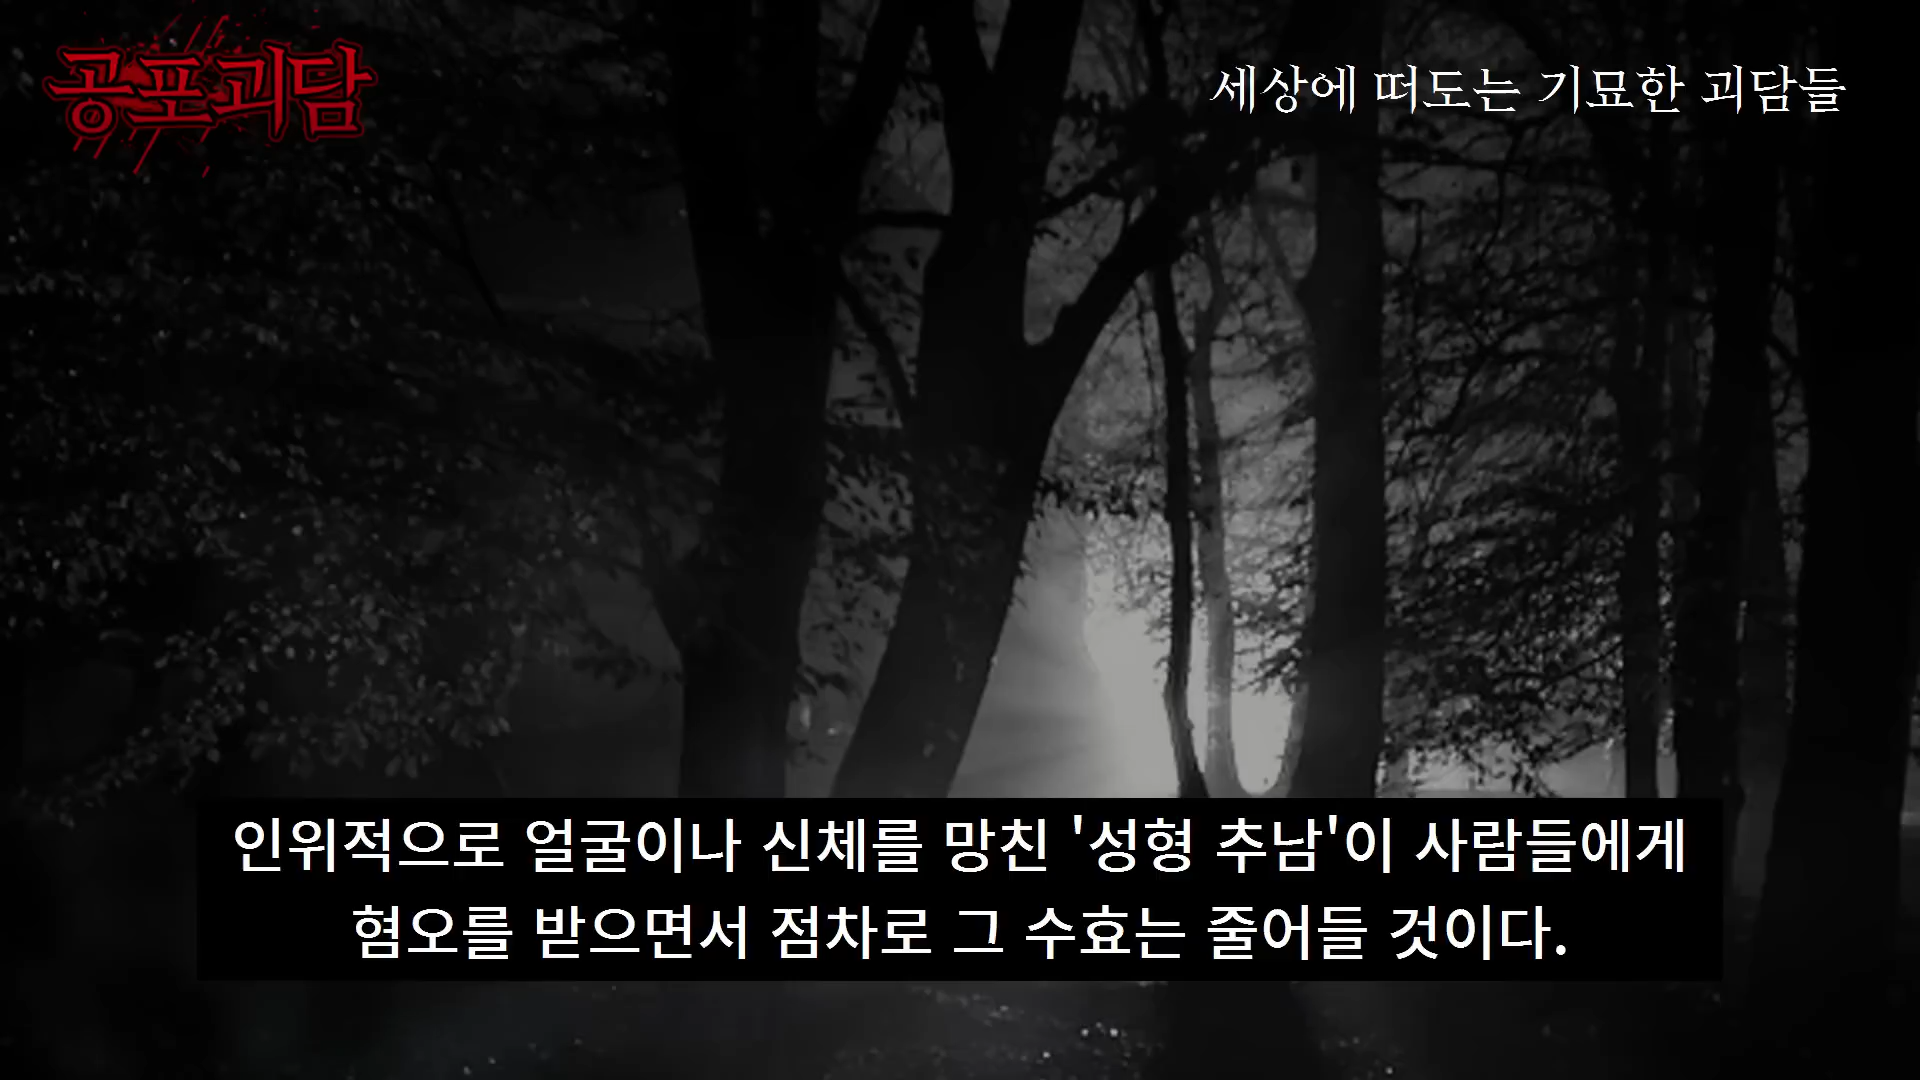 공포괴담
세상에 떠도는 기묘한 괴담들
인위적으로 얼굴이나 신체를 망친 '성형 추남'이 사람들에게
혐오를 받으면서 점차로 그 수효는 줄어들 것이다.